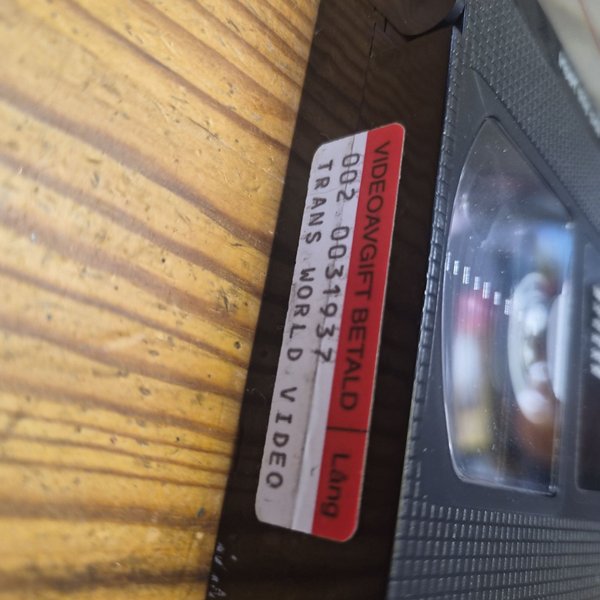 VIDEOAVGIFT BETALD | Lång
002 0031937
TRANS WORLD VIDEO